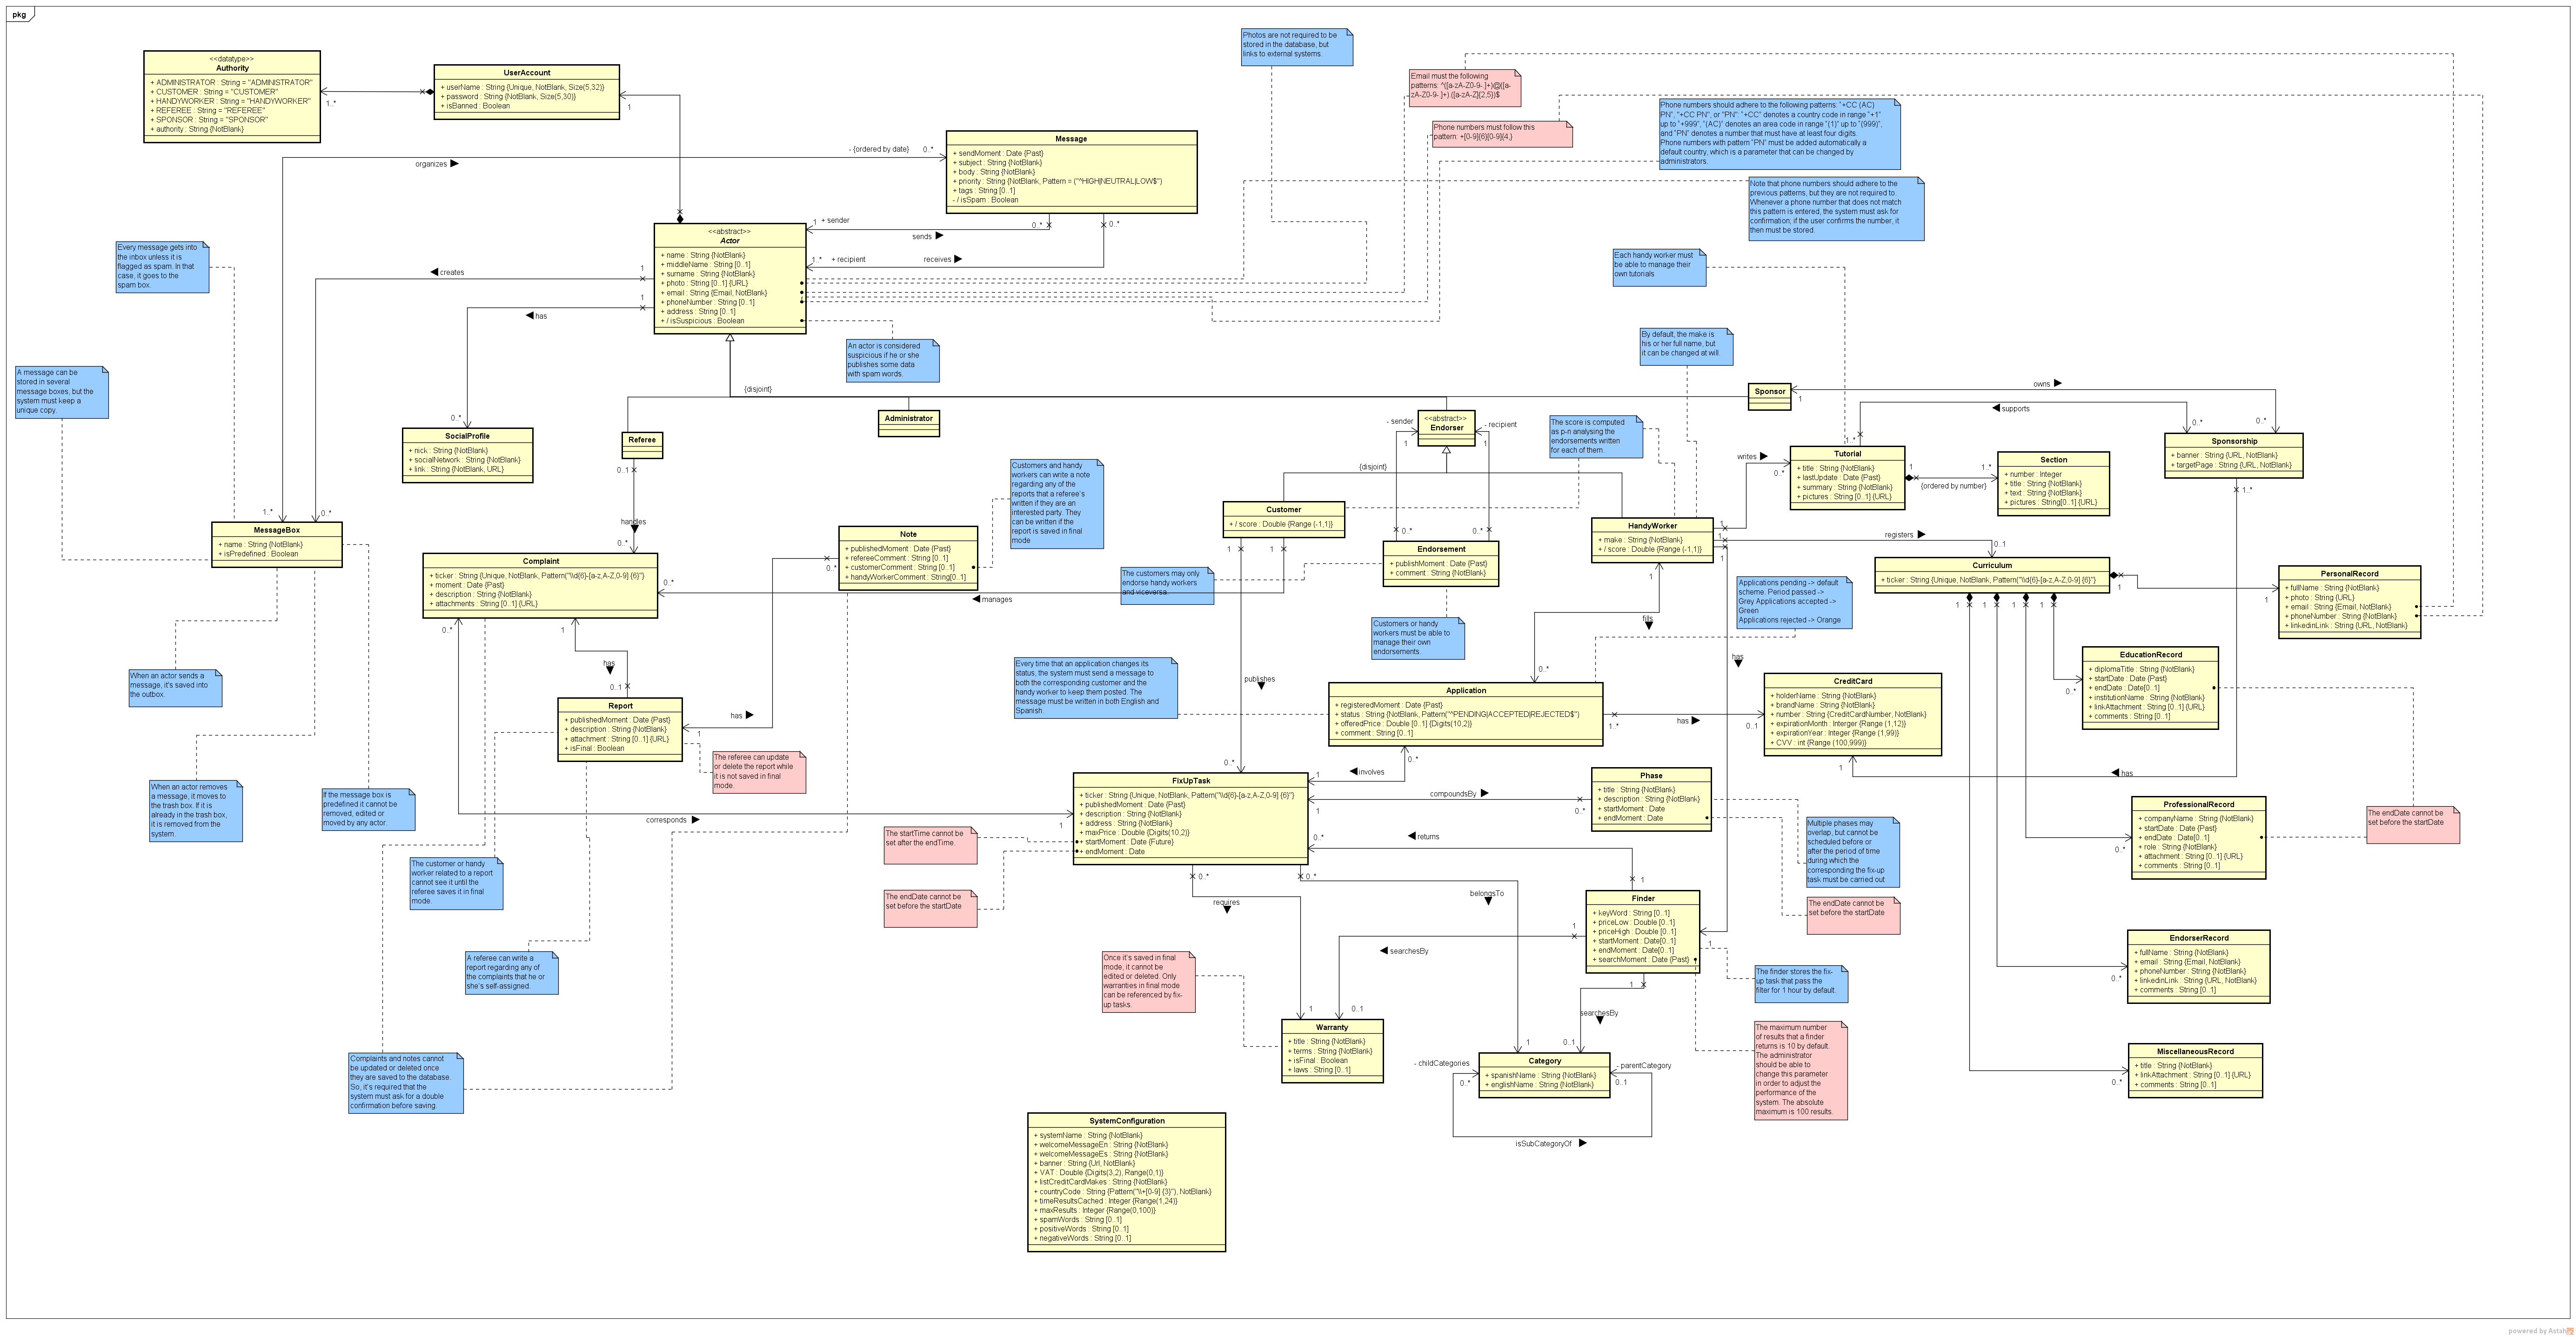 pkg
<<datatype>>
Authority
+ ADMINISTRATOR : String = "ADMINISTRATOR"
+ CUSTOMER : String = "CUSTOMER"
+ HANDYWORKER : String = "HANDYWORKER"
+ REFEREE : String = "REFEREE"
+ SPONSOR : String = "SPONSOR"
+ authority : String {NotBlank}
1..*
UserAccount
+ userName : String {Unique, NotBlank, Size(5,32)}
+ password : String {NotBlank, Size(5,30)}
+ isBanned : Boolean
1
organizes
- {ordered by date}
0..*
Message
+ sendMoment : Date {Past}
+ subject : String {NotBlank}
+ body : String {NotBlank}
+ priority : String {NotBlank, Pattern = ("^HIGH|NEUTRAL|LOW$")
+ tags : String [0..1]
- / isSpam : Boolean
1
+ sender
sends
0..*
0..*
1..*
+ recipient
receives
Photos are not required to be
stored in the database, but
links to external systems.
Email must the following
patterns: ^([a-zA-Z0-9- ]+)@([a-
zA-Z0-9- ]+).([a-zA-Z]{2,5})$
Phone numbers must follow this
pattern: +[0-9]{6}[0-9]{4,}
Phone numbers should adhere to the following patterns: "+CC (AC)
PN", "+CC PN", or "PN": "+CC" denotes a country code in range "+1"
up to "+999", "(AC)" denotes an area code in range "(1)" up to "(999)",
and "PN" denotes a number that must have at least four digits.
Phone numbers with pattern "PN" must be added automatically a
default country, which is a parameter that can be changed by
administrators.
Note that phone numbers should adhere to the
previous patterns, but they are not required to.
Whenever a phone number that does not match
this pattern is entered, the system must ask for
confirmation; if the user confirms the number, it
then must be stored.
<<abstract>>
Actor
+ name : String {NotBlank}
+ middleName : String [0..1]
+ surname : String {NotBlank}
+ photo : String [0..1] {URL}
+ email : String {Email, NotBlank}
+ phoneNumber : String [0..1]
+ address : String [0..1]
+ / isSuspicious : Boolean
Every message gets into
the inbox unless it is
flagged as spam. In that
case, it goes to the
spam box.
creates
1
has
1
An actor is considered
suspicious if he or she
publishes some data
with spam words.
Each handy worker must
be able to manage their
own tutorials
By default, the make is
his or her full name, but
it can be changed at will.
A message can be
stored in several
message boxes, but the
system must keep a
unique copy.
{disjoint}
Sponsor
owns
1
supports
0..*
0..*
1..*
SocialProfile
+ nick : String {NotBlank}
+ socialNetwork : String {NotBlank}
+ link : String {NotBlank, URL}
0..*
Referee
0..1
Administrator
<<abstract>>
Endorser
- sender
- recipient
1
1
{disjoint}
The score is computed
as p-n analysing the
endorsements written
for each of them.
Tutorial
+ title : String {NotBlank}
+ lastUpdate : Date {Past}
+ summary : String {NotBlank}
+ pictures : String [0..1] {URL}
writes
0..*
1
1..*
{ordered by number}
Section
+ number : Integer
+ title : String {NotBlank}
+ text : String {NotBlank}
+ pictures : String[0..1] {URL}
Sponsorship
+ banner : String {URL, NotBlank}
+ targetPage : String {URL, NotBlank}
1..*
Customers and handy
workers can write a note
regarding any of the
reports that a referee's
written if they are an
interested party. They
can be written if the
report is saved in final
mode
MessageBox
+ name : String {NotBlank}
+ isPredefined : Boolean
1..*
0..*
handles
0..*
Complaint
+ ticker : String {Unique, NotBlank, Pattern("\\d{6}-[a-z,A-Z,0-9] {6}"}
+ moment : Date {Past}
+ description : String {NotBlank}
+ attachments : String [0..1] {URL}
Note
+ publishedMoment : Date {Past}
+ refereeComment : String [0..1]
+ customerComment : String [0..1]
+ handyWorkerComment : String[0..1]
0..*
0..*
manages
Customer
+ / score : Double {Range (-1,1)}
1
1
The customers may only
endorse handy workers
and viceversa.
Endorsement
+ publishMoment : Date {Past}
+ comment : String {NotBlank}
0..*
0..*
Customers or handy
workers must be able to
manage their own
endorsements.
HandyWorker
+ make : String {NotBlank}
+ / score : Double {Range (-1,1)}
1
1
1
1
registers
0..1
Curriculum
+ ticker : String {Unique, NotBlank, Pattern("\\d{6}-[a-z,A-Z,0-9] {6}"}
1
1
1
1
1
1
PersonalRecord
+ fullName : String {NotBlank}
+ photo : String {URL}
+ email : String {Email, NotBlank}
+ phoneNumber : String {NotBlank}
+ linkedinLink : String {URL, NotBlank}
Applications pending -> default
scheme. Period passed ->
Grey Applications accepted ->
Green
Applications rejected -> Orange
fills
has
0..*
When an actor sends a
message, it's saved into
the outbox.
0..*
1
has
0..1
Report
+ publishedMoment : Date {Past}
+ description : String {NotBlank}
+ attachment : String [0..1] {URL}
+ isFinal : Boolean
has
1
The referee can update
or delete the report while
it is not saved in final
mode.
Every time that an application changes its
status, the system must send a message to
both the corresponding customer and the
handy worker to keep them posted. The
message must be written in both English and
Spanish.
publishes
0..*
Application
+ registeredMoment : Date {Past}
+ status : String {NotBlank, Pattern("^PENDING|ACCEPTED|REJECTED$")
+ offeredPrice : Double [0..1] {Digits(10,2)}
+ comment : String [0..1]
1..*
has
0..1
CreditCard
+ holderName : String {NotBlank}
+ brandName : String {NotBlank}
+ number : String {CreditCardNumber, NotBlank}
+ expirationMonth : Interger {Range (1,12)}
+ expirationYear : Integer {Range (1,99)}
+ CVV : int {Range (100,999)}
1
has
EducationRecord
+ diplomaTitle : String {NotBlank}
+ startDate : Date {Past}
+ endDate : Date[0..1]
+ institutionName : String {NotBlank}
+ linkAttachment : String [0..1] {URL}
+ comments : String [0..1]
0..*
When an actor removes
a message, it moves to
the trash box. If it is
already in the trash box,
it is removed from the
system.
If the message box is
predefined it cannot be
removed, edited or
moved by any actor.
corresponds
1
FixUpTask
+ ticker : String {Unique, NotBlank, Pattern("\\d{6}-[a-z,A-Z,0-9] {6}"}
+ publishedMoment : Date {Past}
+ description : String {NotBlank}
+ address : String {NotBlank}
+ maxPrice : Double {Digits(10,2)}
+ startMoment : Date {Future}
+ endMoment : Date
1
involves
0..*
compoundsBy
1
0..*
Phase
+ title : String {NotBlank}
+ description : String {NotBlank}
+ startMoment : Date
+ endMoment : Date
returns
0..*
Multiple phases may
overlap, but cannot be
scheduled before or
after the period of time
during which the
corresponding the fix-up
task must be carried out
The endDate cannot be
set before the startDate
ProfessionalRecord
+ companyName : String {NotBlank}
+ startDate : Date {Past}
+ endDate : Date[0..1]
+ role : String {NotBlank}
+ attachment : String [0..1] {URL}
+ comments : String [0..1]
0..*
The endDate cannot be
set before the startDate
The startTime cannot be
set after the endTime.
The endDate cannot be
set before the startDate
The customer or handy
worker related to a report
cannot see it until the
referee saves it in final
mode.
0..*
0..*
requires
belongsTo
1
Finder
+ keyWord : String [0..1]
+ priceLow : Double [0..1]
+ priceHigh : Double [0..1]
+ startMoment : Date[0..1]
+ endMoment : Date[0..1]
+ searchMoment : Date {Past}
1
1
1
searchesBy
searchesBy
A referee can write a
report regarding any of
the complaints that he or
she's self-assigned.
Once it's saved in final
mode, it cannot be
edited or deleted. Only
warranties in final mode
can be referenced by fix-
up tasks.
The finder stores the fix-
up task that pass the
filter for 1 hour by default.
EndorserRecord
+ fullName : String {NotBlank}
+ email : String {Email, NotBlank}
+ phoneNumber : String {NotBlank}
+ linkedinLink : String {URL, NotBlank}
+ comments : String [0..1]
0..*
1
0..1
Warranty
+ title : String {NotBlank}
+ terms : String {NotBlank}
+ isFinal : Boolean
+ laws : String [0..1]
The maximum number
of results that a finder
returns is 10 by default.
The administrator
should be able to
change this parameter
in order to adjust the
performance of the
system. The absolute
maximum is 100 results.
Complaints and notes cannot
be updated or deleted once
they are saved to the database.
So, it's required that the
system must ask for a double
confirmation before saving.
1
0..1
- childCategories
0..*
Category
+ spanishName : String {NotBlank}
+ englishName : String {NotBlank}
- parentCategory
0..1
isSubCategoryOf
MiscellaneousRecord
+ title : String {NotBlank}
+ linkAttachment : String [0..1] {URL}
+ comments : String [0..1]
0..*
SystemConfiguration
+ systemName : String {NotBlank}
+ welcomeMessageEn : String {NotBlank}
+ welcomeMessageEs : String {NotBlank}
+ banner : String {Url, NotBlank}
+ VAT : Double {Digits(3,2), Range(0,1)}
+ listCreditCardMakes : String {NotBlank}
+ countryCode : String {Pattern("\\+[0-9] {3}"), NotBlank}
+ timeResultsCached : Integer {Range(1,24)}
+ maxResults : Integer {Range(0,100)}
+ spamWords : String [0..1]
+ positiveWords : String [0..1]
+ negativeWords : String [0..1]
powered by Astah